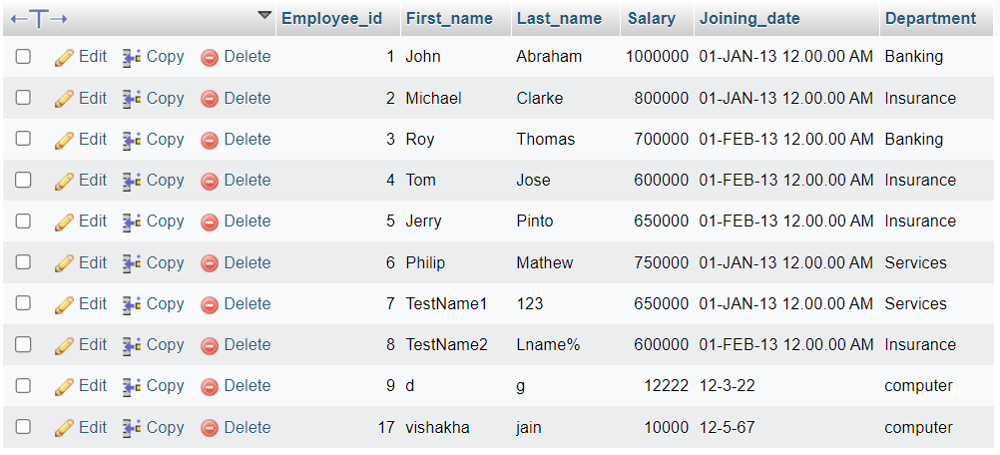 Employee_id First_name Last_name Salary Joining_date Department
Edit Copy Delete 1 John Abraham 1000000 01-JAN-13 12.00.00 AM Banking
Edit Copy Delete 2 Michael Clarke 800000 01-JAN-13 12.00.00 AM Insurance
Edit Copy Delete 3 Roy Thomas 700000 01-FEB-13 12.00.00 AM Banking
Edit Copy Delete 4 Tom Jose 600000 01-FEB-13 12.00.00 AM Insurance
Edit Copy Delete 5 Jerry Pinto 650000 01-FEB-13 12.00.00 AM Insurance
Edit Copy Delete 6 Philip Mathew 750000 01-JAN-13 12.00.00 AM Services
Edit Copy Delete 7 TestName1 123 650000 01-JAN-13 12.00.00 AM Services
Edit Copy Delete 8 TestName2 Lname% 600000 01-FEB-13 12.00.00 AM Insurance
Edit Copy Delete 9 d g 12222 12-3-22 computer
Edit Copy Delete 17 vishakha jain 10000 12-5-67 computer